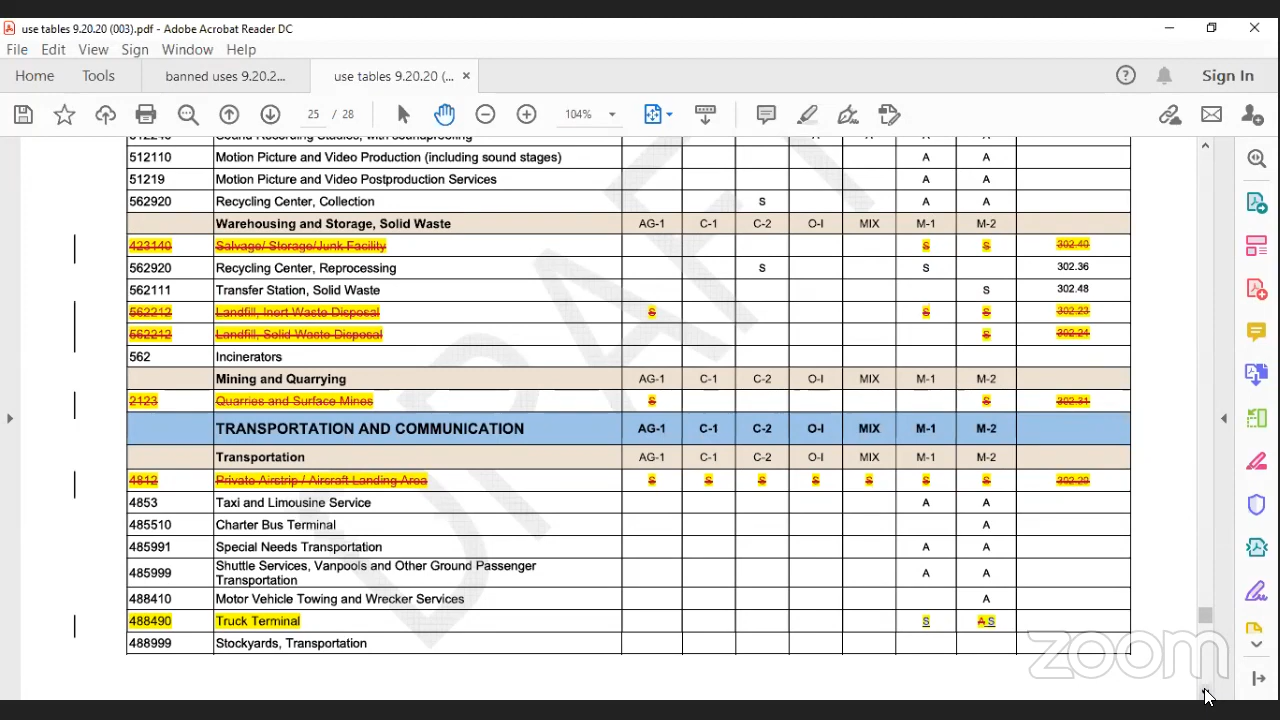 use tables 9.20.20 (003).pdf - Adobe Acrobat Reader DC
File Edit View Sign Window Help
Home Tools banned uses 9.20.2... use tables 9.20.20 (... × Sign In
25 / 28 104%
512240 Sound Recording Studios, with soundproofing A A A A
512110 Motion Picture and Video Production (including sound stages) A A
51219 Motion Picture and Video Postproduction Services A A
562920 Recycling Center, Collection S A A
Warehousing and Storage, Solid Waste AG-1 C-1 C-2 O-I MIX M-1 M-2
423140 Salvage/ Storage/Junk Facility S S 302.40
562920 Recycling Center, Reprocessing S S 302.36
562111 Transfer Station, Solid Waste S 302.48
562212 Landfill, Inert Waste Disposal S S S 302.23
562212 Landfill, Solid Waste Disposal S 302.24
562 Incinerators
Mining and Quarrying AG-1 C-1 C-2 O-I MIX M-1 M-2
2123 Quarries and Surface Mines S S 302.31
TRANSPORTATION AND COMMUNICATION AG-1 C-1 C-2 O-I MIX M-1 M-2
Transportation AG-1 C-1 C-2 O-I MIX M-1 M-2
4812 Private Airstrip / Aircraft Landing Area S S S S S S S 302.20
4853 Taxi and Limousine Service A A
485510 Charter Bus Terminal A
485991 Special Needs Transportation A A
485999 Shuttle Services, Vanpools and Other Ground Passenger Transportation A A
488410 Motor Vehicle Towing and Wrecker Services A
488490 Truck Terminal S A S
488999 Stockyards, Transportation
DRAFT
zoom